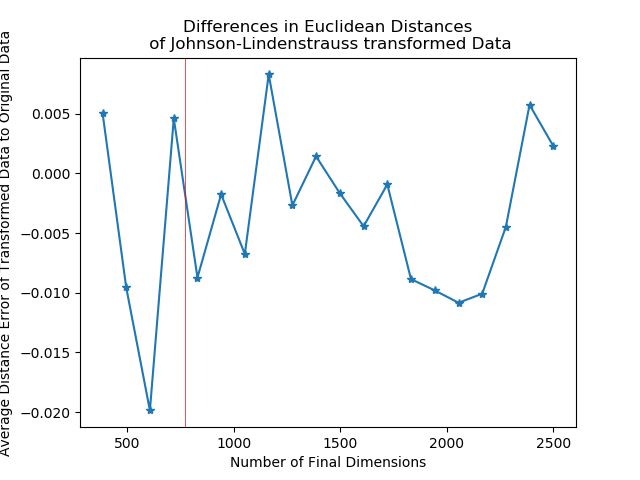 Differences in Euclidean Distances
of Johnson-Lindenstrauss transformed Data
Average Distance Error of Transformed Data to Original Data
0.005
0.000
−0.005
−0.010
−0.015
−0.020
500
1000
1500
2000
2500
Number of Final Dimensions